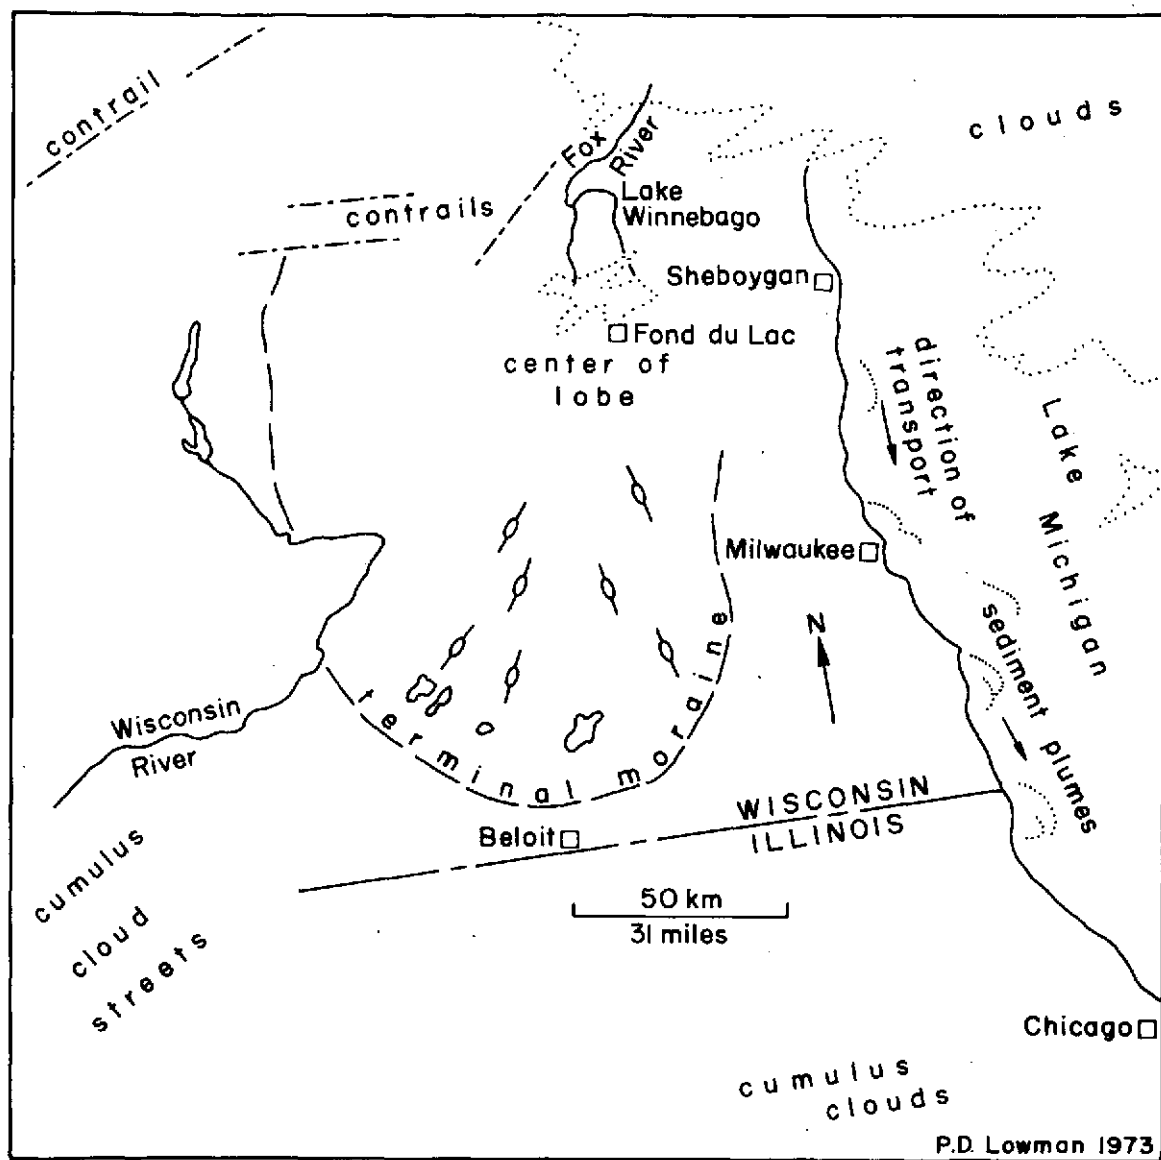 contrail
clouds
Fox
River
Lake
Winnebago
contrails
Sheboygan
Fond du Lac
center of
lobe
direction of
transport
Lake Michigan
Milwaukee
N
sediment plumes
terminal moraine
Wisconsin
River
WISCONSIN
ILLINOIS
Beloit
50 km
31 miles
cumulus
cloud
streets
Chicago
cumulus
clouds
P.D. Lowman 1973